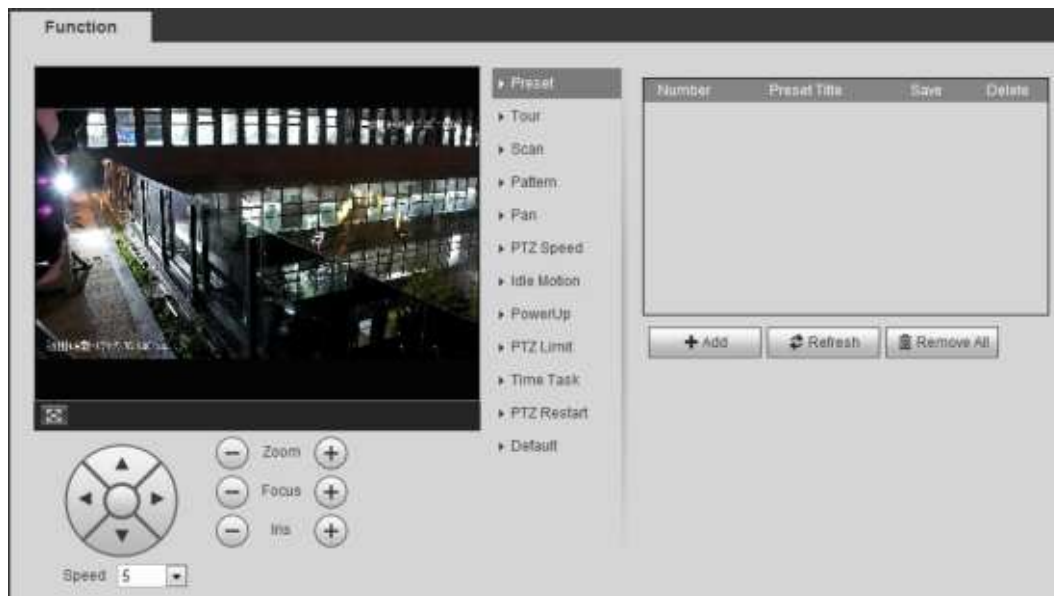 Function
Preset
Tour
Scan
Pattern
Pan
PTZ Speed
Idle Motion
PowerUp
PTZ Limit
Time Task
PTZ Restart
Default
Number Preset Title Save Delete
Add Refresh Remove All
Zoom
Focus
Iris
Speed 5